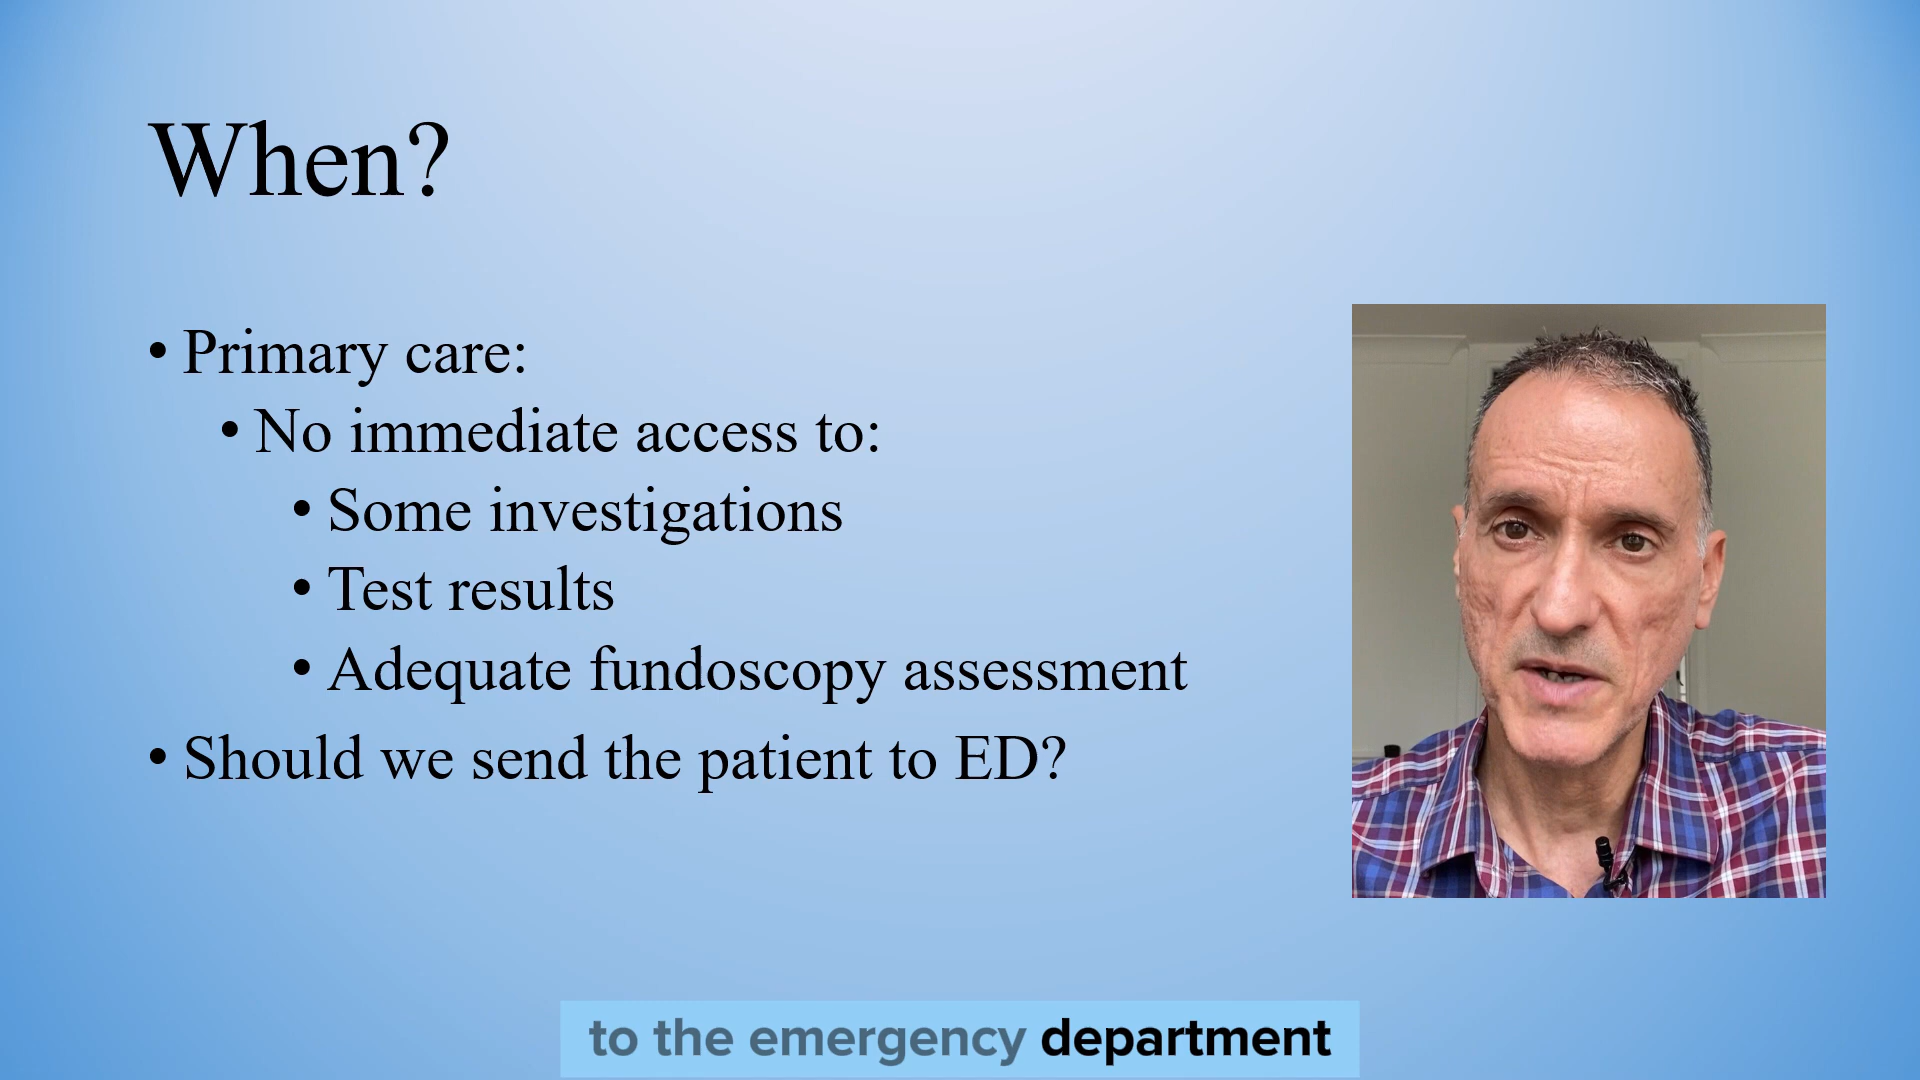 When?
• Primary care:
• No immediate access to:
• Some investigations
• Test results
• Adequate fundoscopy assessment
• Should we send the patient to ED?
to the emergency department